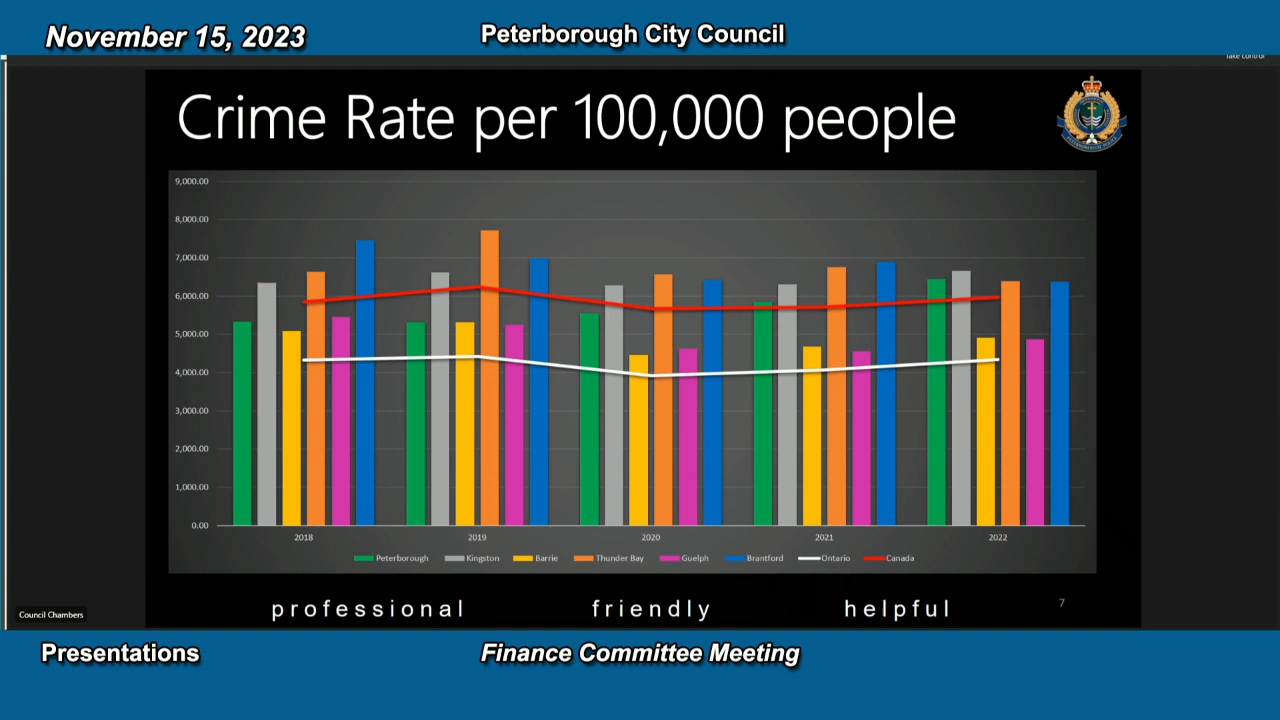 November 15, 2023
Peterborough City Council
Take Control
Crime Rate per 100,000 people
9,000.00
8,000.00
7,000.00
6,000.00
5,000.00
4,000.00
3,000.00
2,000.00
1,000.00
0.00
2018 2019 2020 2021 2022
Peterborough Kingston Barrie Thunder Bay Guelph Brantford Ontario Canada
professional friendly helpful 7
Council Chambers
Presentations
Finance Committee Meeting